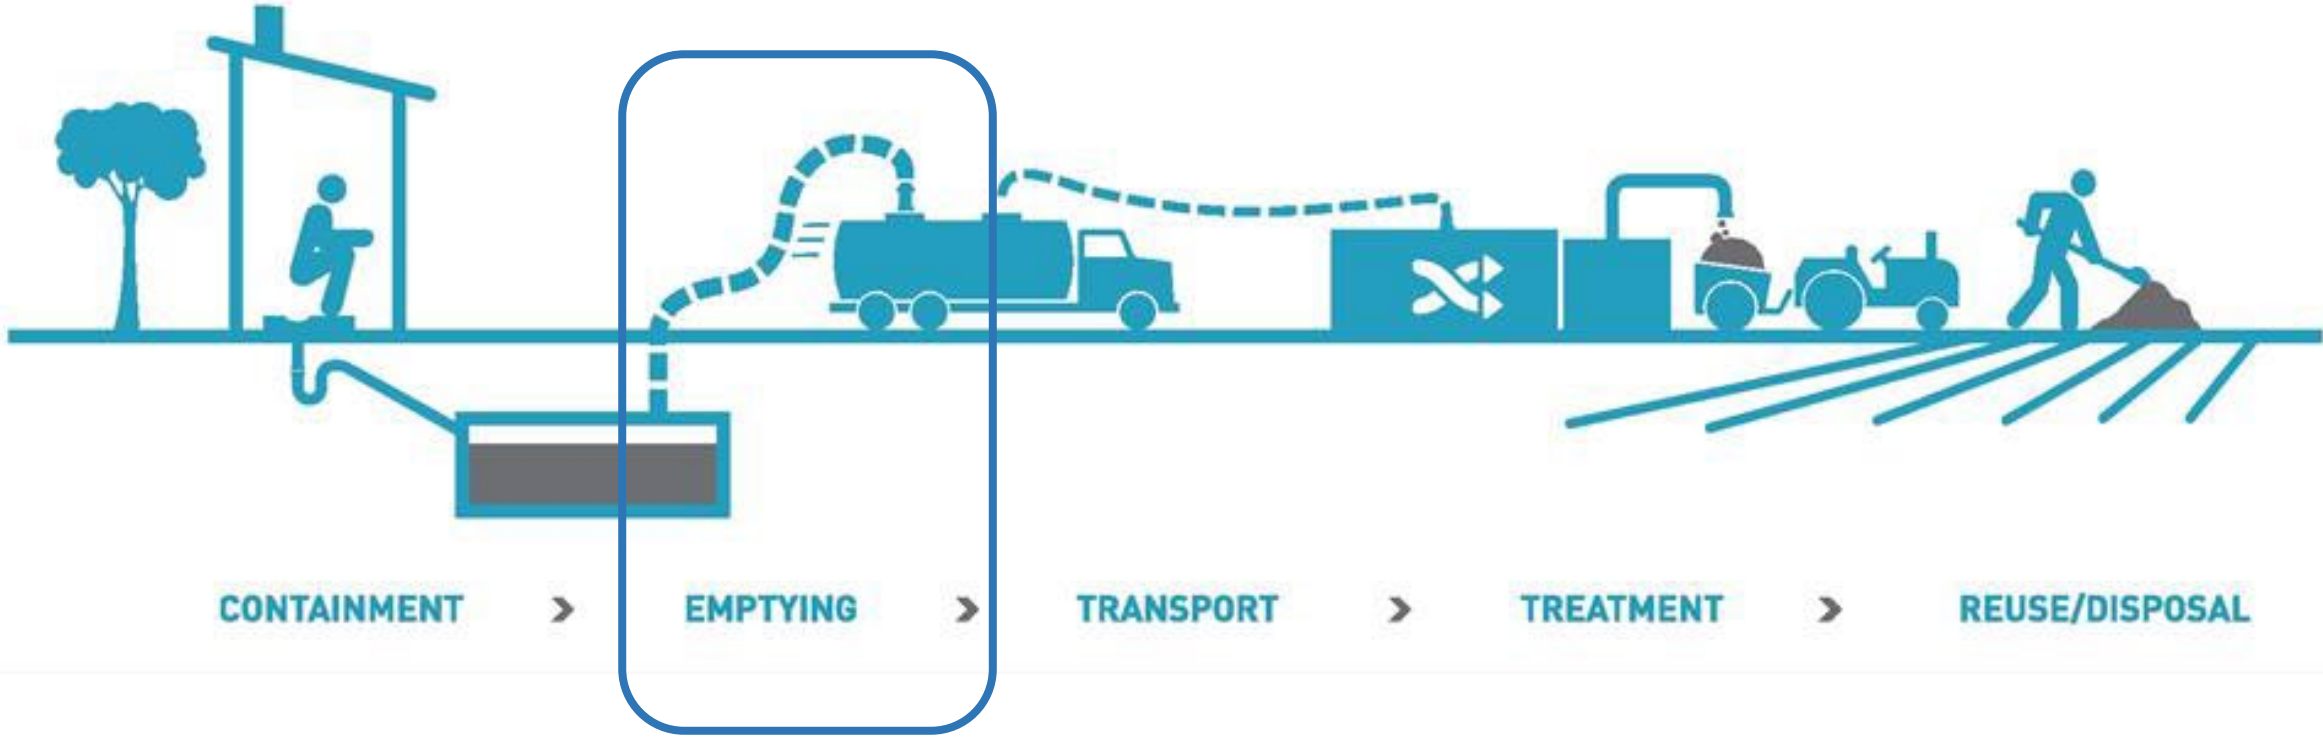 CONTAINMENT > EMPTYING > TRANSPORT > TREATMENT > REUSE/DISPOSAL